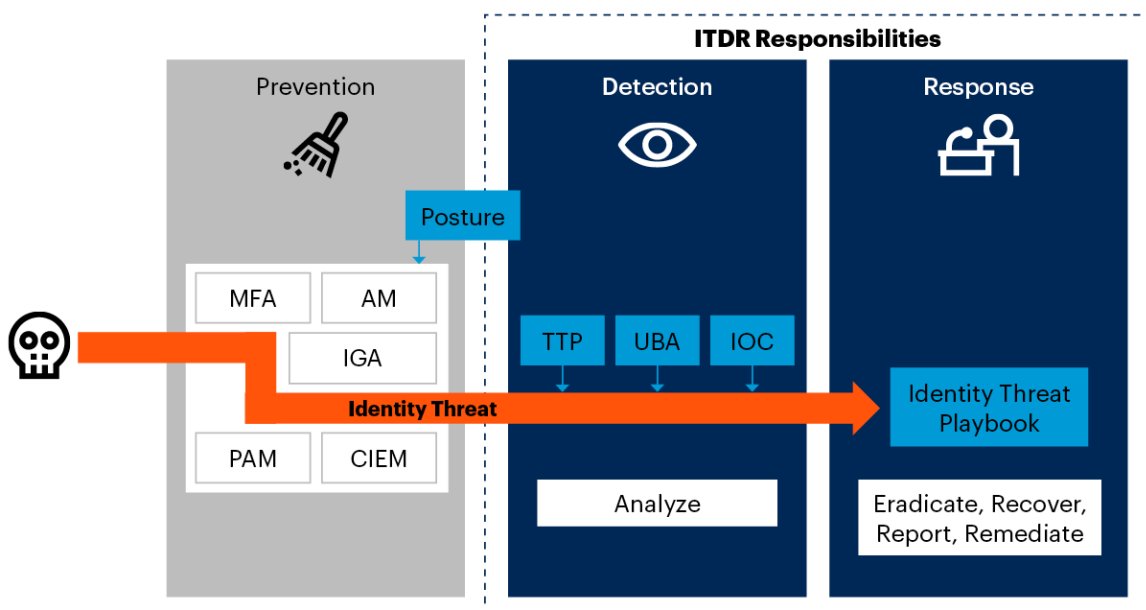 ITDR Responsibilities
Prevention
Detection
Response
Posture
MFA
AM
IGA
TTP
UBA
IOC
Identity Threat
Identity Threat
Playbook
PAM
CIEM
Analyze
Eradicate, Recover,
Report, Remediate